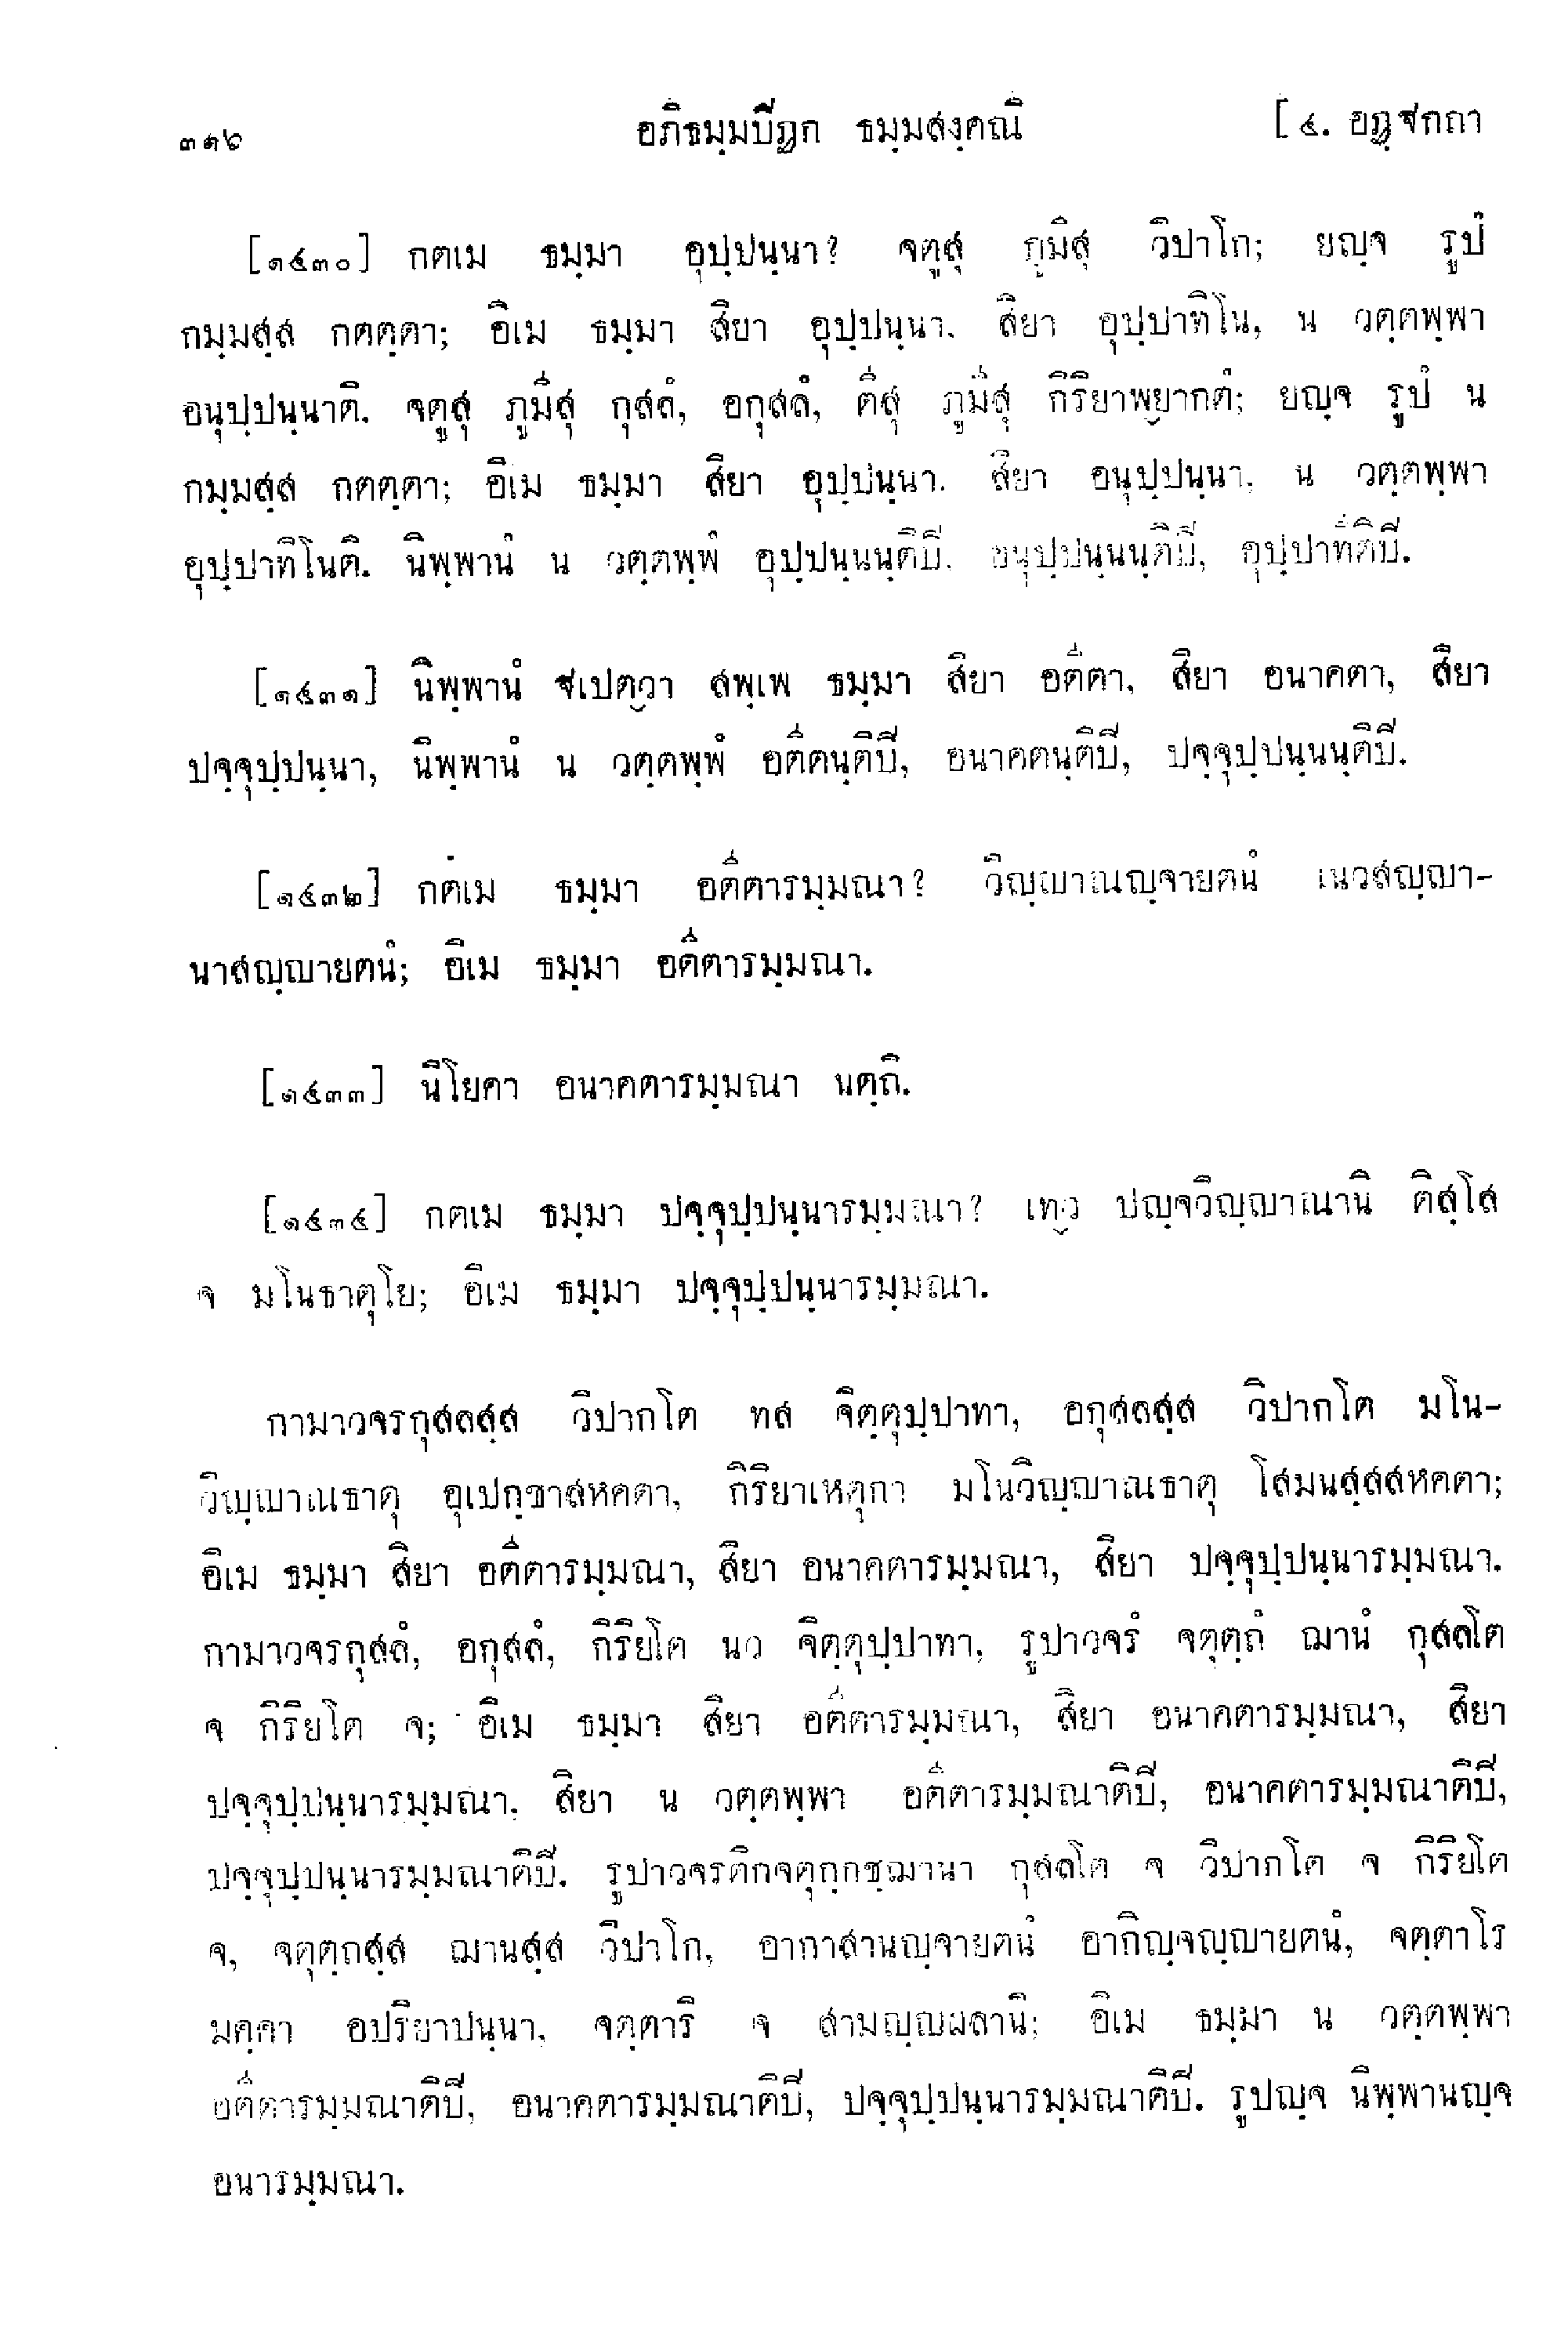 ๓๑๖ อภิธมฺมปิฏก ธมฺมสงฺคณิ [ ๔. อฏฺฐกถา
[๑๕๓๐] กตเม ธมฺมา อุปฺปนฺนา? จตูสุ ภูมีสุ วิปาโก; ยญฺจ รูปํ
กมฺมสฺส กตตฺตา; อิเม ธมฺมา สิยา อุปฺปนฺนา, สิยา อุปฺปาทิโน, น วตฺตพฺพา
อนุปฺปนฺนาติ. จตูสุ ภูมีสุ กุสลํ, อกุสลํ, ตีสุ ภูมีสุ กิริยาพฺยากตํ; ยญฺจ รูปํ น
กมฺมสฺส กตตฺตา; อิเม ธมฺมา สิยา อุปฺปนฺนา, สิยา อนุปฺปนฺนา, น วตฺตพฺพา
อุปฺปาทิโนติ. นิพฺพานํ น วตฺตพฺพํ อุปฺปนฺนนฺติปิ, อนุปฺปนฺนนฺติปิ, อุปฺปาทีติปิ.
[๑๕๓๑] นิพฺพานํ ฐเปตฺวา สพฺเพ ธมฺมา สิยา อตีตา, สิยา อนาคตา, สิยา
ปจฺจุปฺปนฺนา, นิพฺพานํ น วตฺตพฺพํ อตีตนฺติปิ, อนาคตนฺติปิ, ปจฺจุปฺปนฺนนฺติปิ.
[๑๕๓๒] กตเม ธมฺมา อตีตารมฺมณา? วิญฺญาณญฺจายตนํ เนวสญฺญา-
นาสญฺญายตนํ; อิเม ธมฺมา อตีตารมฺมณา.
[๑๕๓๓] นิโยคา อนาคตารมฺมณา นตฺถิ.
[๑๕๓๔] กตเม ธมฺมา ปจฺจุปฺปนฺนารมฺมณา? เทฺว ปญฺจวิญฺญาณานิ ติสฺโส
จ มโนธาตุโย; อิเม ธมฺมา ปจฺจุปฺปนฺนารมฺมณา.
กามาวจรกุสลสฺส วิปากโต ทส จิตฺตุปฺปาทา, อกุสลสฺส วิปากโต มโน-
วิญฺญาณธาตุ อุเปกฺขาสหคตา, กิริยาเหตุกา มโนวิญฺญาณธาตุ โสมนสฺสสหคตา;
อิเม ธมฺมา สิยา อตีตารมฺมณา, สิยา อนาคตารมฺมณา, สิยา ปจฺจุปฺปนฺนารมฺมณา.
กามาวจรกุสลํ, อกุสลํ, กิริยโต นว จิตฺตุปฺปาทา, รูปาวจรํ จตุตฺถํ ฌานํ กุสลโต
จ กิริยโต จ; อิเม ธมฺมา สิยา อตีตารมฺมณา, สิยา อนาคตารมฺมณา, สิยา
ปจฺจุปฺปนฺนารมฺมณา, สิยา น วตฺตพฺพา อตีตารมฺมณาติปิ, อนาคตารมฺมณาติปิ,
ปจฺจุปฺปนฺนารมฺมณาติปิ. รูปาวจรติกจตุกฺกชฺฌานา กุสลโต จ วิปากโต จ กิริยโต
จ, จตุตฺถสฺส ฌานสฺส วิปาโก, อากาสานญฺจายตนํ อากิญฺจญฺญายตนํ, จตฺตาโร
มคฺคา อปริยาปนฺนา, จตฺตาริ จ สามญฺญผลานิ; อิเม ธมฺมา น วตฺตพฺพา
อตีตารมฺมณาติปิ, อนาคตารมฺมณาติปิ, ปจฺจุปฺปนฺนารมฺมณาติปิ. รูปญฺจ นิพฺพานญฺจ
อนารมฺมณา.